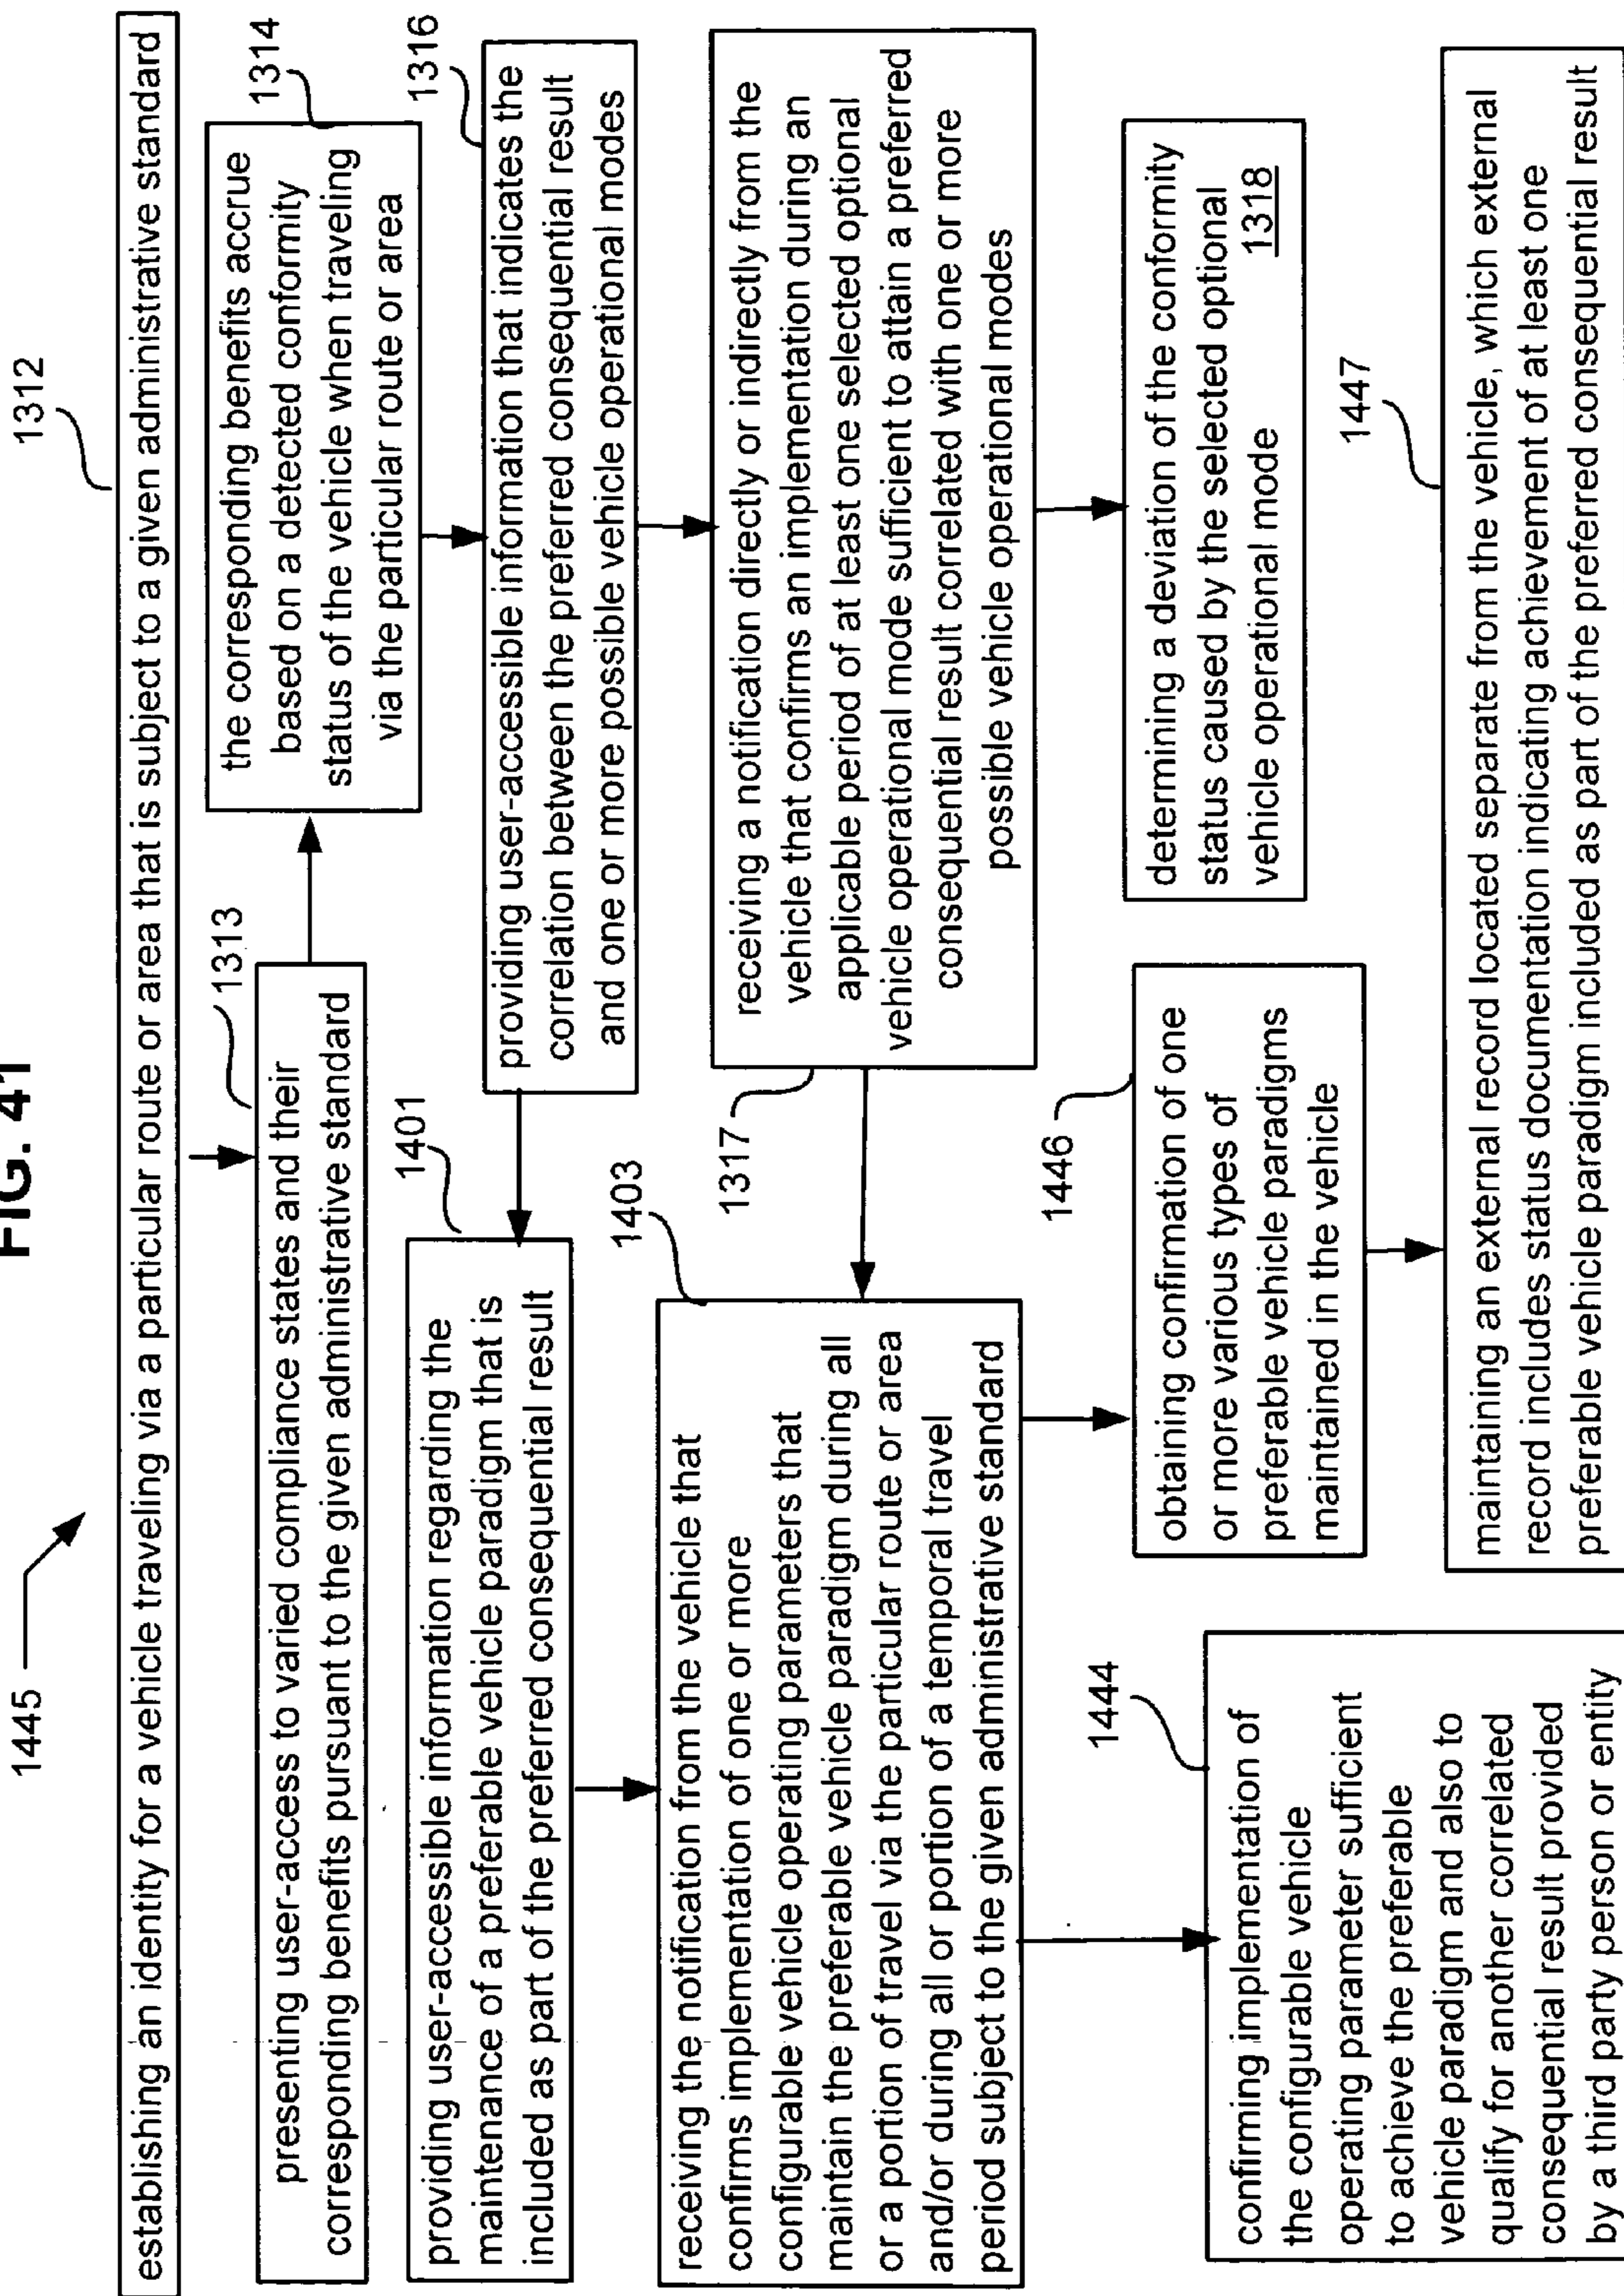 FIG. 41
1445
1312
establishing an identity for a vehicle traveling via a particular route or area that is subject to a given administrative standard
1313
presenting user-access to varied compliance states and their
corresponding benefits pursuant to the given administrative standard
1314
the corresponding benefits accrue
based on a detected conformity
status of the vehicle when traveling
via the particular route or area
1316
providing user-accessible information that indicates the
correlation between the preferred consequential result
and one or more possible vehicle operational modes
1401
providing user-accessible information regarding the
maintenance of a preferable vehicle paradigm that is
included as part of the preferred consequential result
1317
receiving a notification directly or indirectly from the
vehicle that confirms an implementation during an
applicable period of at least one selected optional
vehicle operational mode sufficient to attain a preferred
consequential result correlated with one or more
possible vehicle operational modes
1403
receiving the notification from the vehicle that
confirms implementation of one or more
configurable vehicle operating parameters that
maintain the preferable vehicle paradigm during all
or a portion of travel via the particular route or area
and/or during all or portion of a temporal travel
period subject to the given administrative standard
determining a deviation of the conformity
status caused by the selected optional
vehicle operational mode 1318
1446
obtaining confirmation of one
or more various types of
preferable vehicle paradigms
maintained in the vehicle
1444
confirming implementation of
the configurable vehicle
operating parameter sufficient
to achieve the preferable
vehicle paradigm and also to
qualify for another correlated
consequential result provided
by a third party person or entity
1447
maintaining an external record located separate from the vehicle, which external
record includes status documentation indicating achievement of at least one
preferable vehicle paradigm included as part of the preferred consequential result